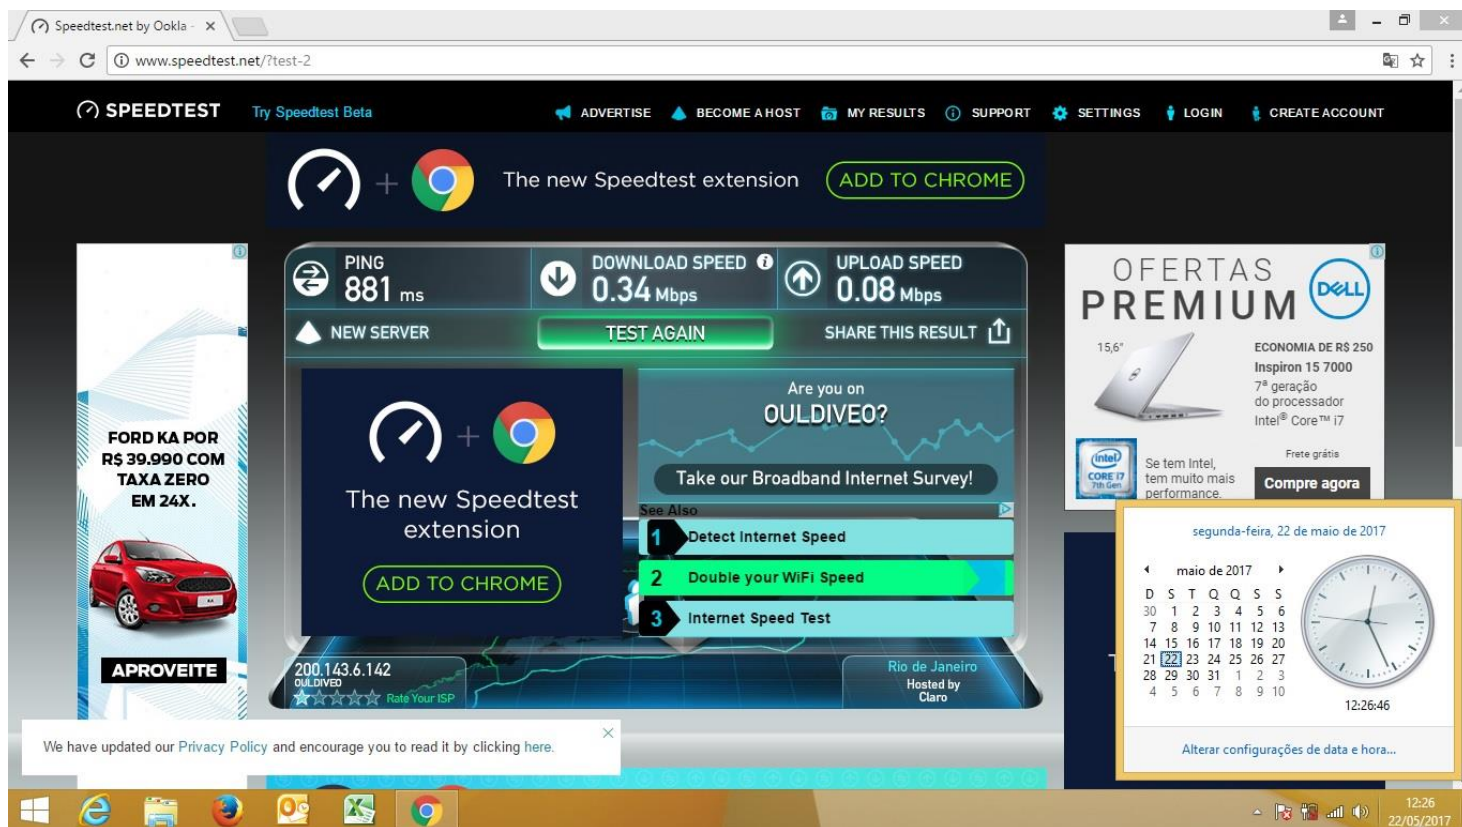 Speedtest.net by Ookla -
www.speedtest.net/?test-2
SPEEDTEST
Try Speedtest Beta
ADVERTISE
BECOME A HOST
MY RESULTS
SUPPORT
SETTINGS
LOGIN
CREATE ACCOUNT
The new Speedtest extension
ADD TO CHROME
PING
881 ms
DOWNLOAD SPEED
0.34 Mbps
UPLOAD SPEED
0.08 Mbps
NEW SERVER
TEST AGAIN
SHARE THIS RESULT
The new Speedtest
extension
ADD TO CHROME
Are you on
OULDIVEO?
Take our Broadband Internet Survey!
See Also
1 Detect Internet Speed
2 Double your WiFi Speed
3 Internet Speed Test
200.143.6.142
OULDIVEO
Rate Your ISP
Rio de Janeiro
Hosted by
Claro
FORD KA POR
R$ 39.990 COM
TAXA ZERO
EM 24X.
APROVEITE
OFERTAS
PREMIUM
DELL
15,6"
ECONOMIA DE R$ 250
Inspiron 15 7000
7ª geração
do processador
Intel® Core™ i7
(intel)
CORE i7
7th Gen
Se tem Intel,
tem muito mais
performance.
Frete grátis
Compre agora
segunda-feira, 22 de maio de 2017
maio de 2017
D S T Q Q S S
30 1 2 3 4 5 6
7 8 9 10 11 12 13
14 15 16 17 18 19 20
21 22 23 24 25 26 27
28 29 30 31 1 2 3
4 5 6 7 8 9 10
12:26:46
Alterar configurações de data e hora...
We have updated our Privacy Policy and encourage you to read it by clicking here.
12:26
22/05/2017